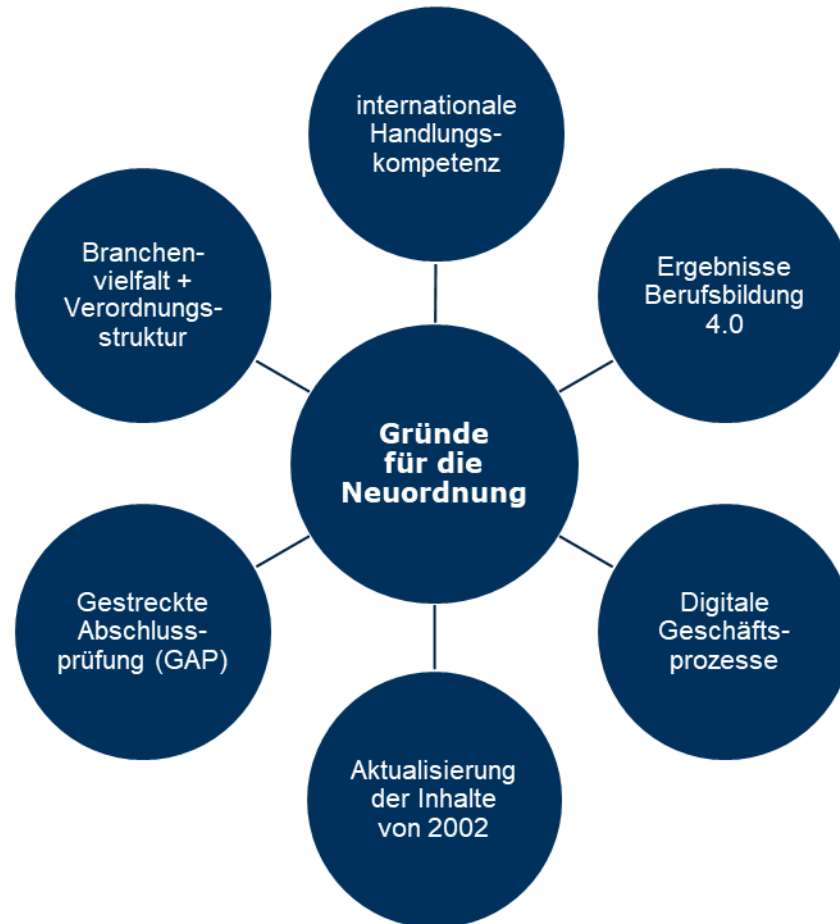 internationale
Handlungs-
kompetenz
Ergebnisse
Berufsbildung
4.0
Digitale
Geschäfts-
prozesse
Aktualisierung
der Inhalte
von 2002
Gestreckte
Abschluss-
prüfung (GAP)
Branchen-
vielfalt +
Verordnungs-
struktur
Gründe
für die
Neuordnung